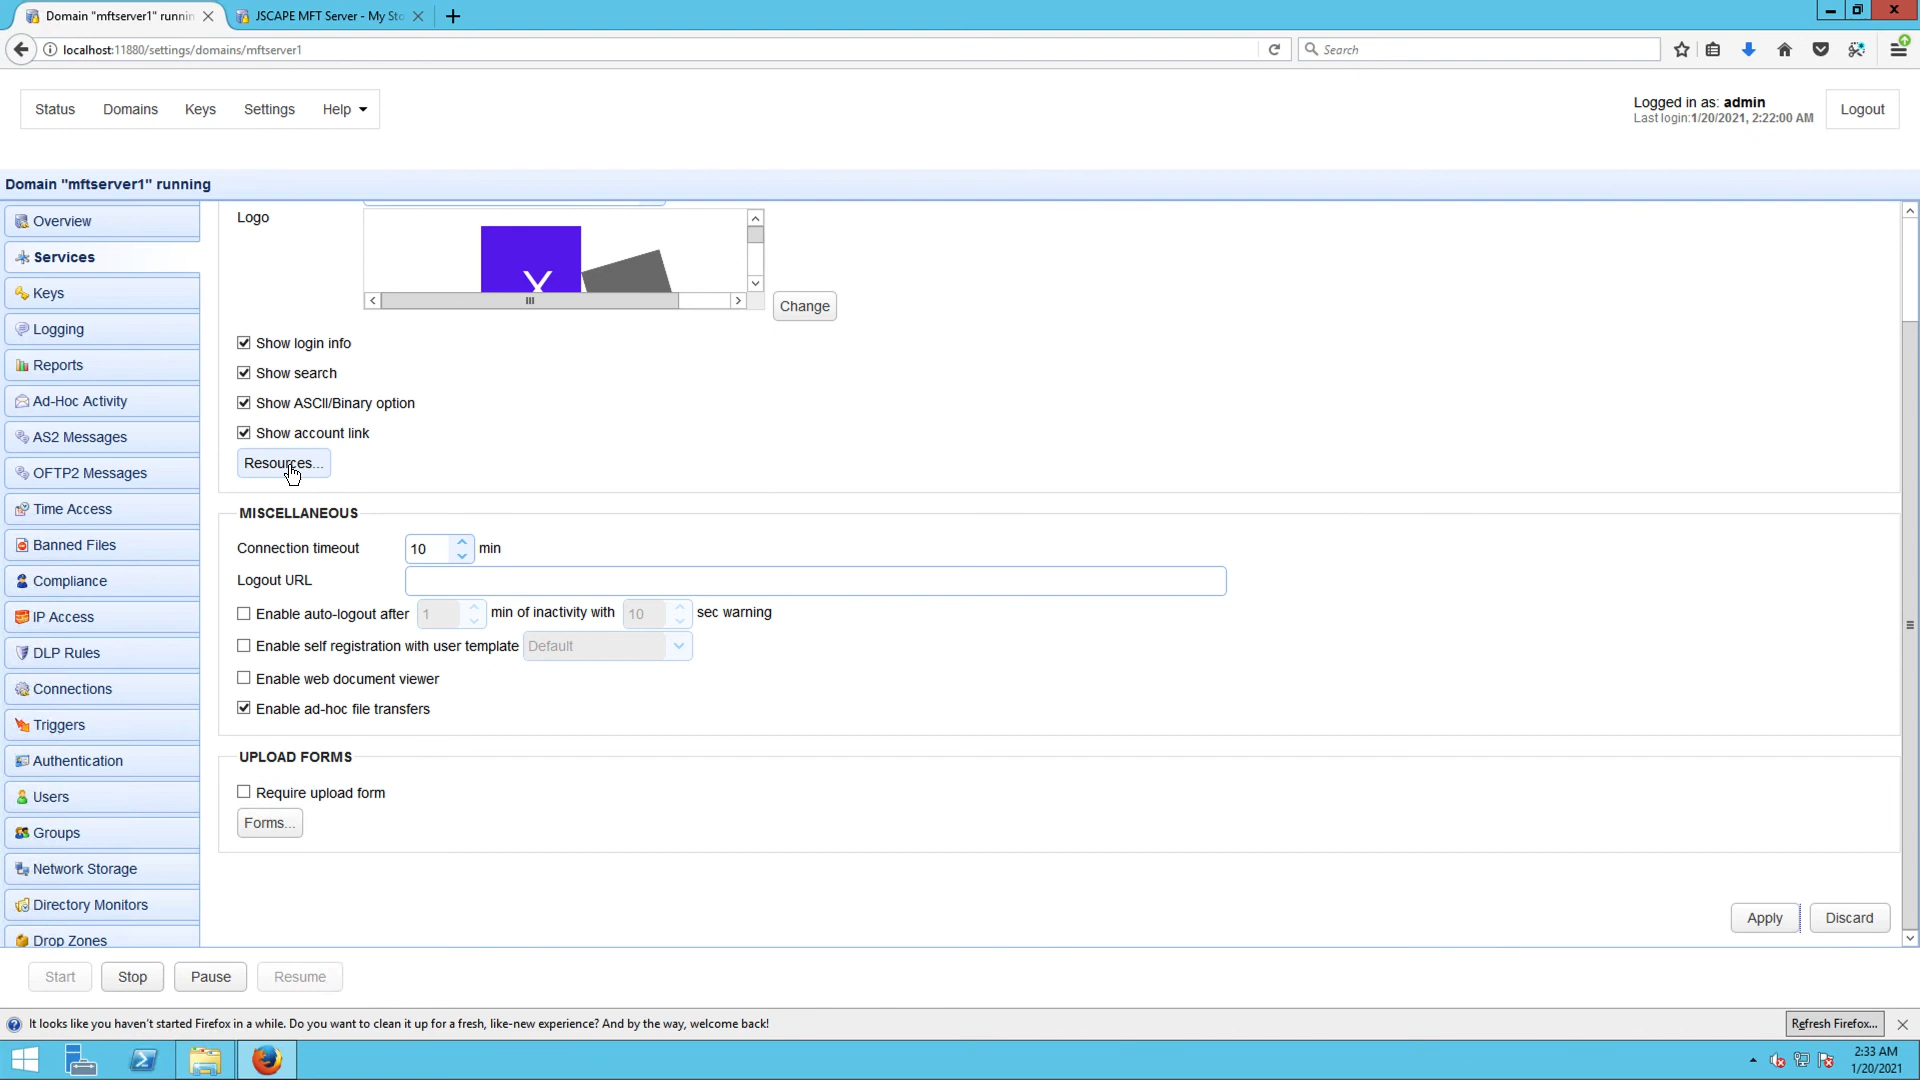 Domain "mftserver1" runnin
JSCAPE MFT Server - My Sto
localhost:11880/settings/domains/mftserver1
Search
Status Domains Keys Settings Help
Logged in as: admin
Last login:1/20/2021, 2:22:00 AM
Logout
Domain "mftserver1" running
Overview
Services
Keys
Logging
Reports
Ad-Hoc Activity
AS2 Messages
OFTP2 Messages
Time Access
Banned Files
Compliance
IP Access
DLP Rules
Connections
Triggers
Authentication
Users
Groups
Network Storage
Directory Monitors
Drop Zones
Logo
X
Change
Show login info
Show search
Show ASCII/Binary option
Show account link
Resources...
MISCELLANEOUS
Connection timeout 10 min
Logout URL
Enable auto-logout after 1 min of inactivity with 10 sec warning
Enable self registration with user template Default
Enable web document viewer
Enable ad-hoc file transfers
UPLOAD FORMS
Require upload form
Forms...
Apply Discard
Start Stop Pause Resume
It looks like you haven't started Firefox in a while. Do you want to clean it up for a fresh, like-new experience? And by the way, welcome back!
Refresh Firefox...
2:33 AM
1/20/2021